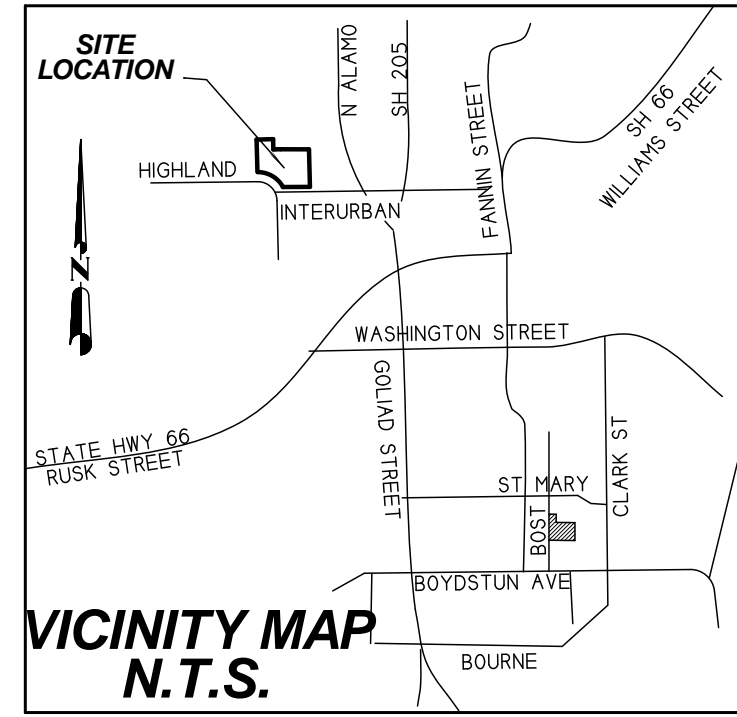 SITE
LOCATION
N ALAMO
SH 205
FANNIN STREET
SH 66
WILLIAMS STREET
HIGHLAND
INTERURBAN
N
WASHINGTON STREET
GOLIAD STREET
STATE HWY 66
RUSK STREET
ST MARY
CLARK ST
BOST
BOYDSTUN AVE
BOURNE
VICINITY MAP
N.T.S.